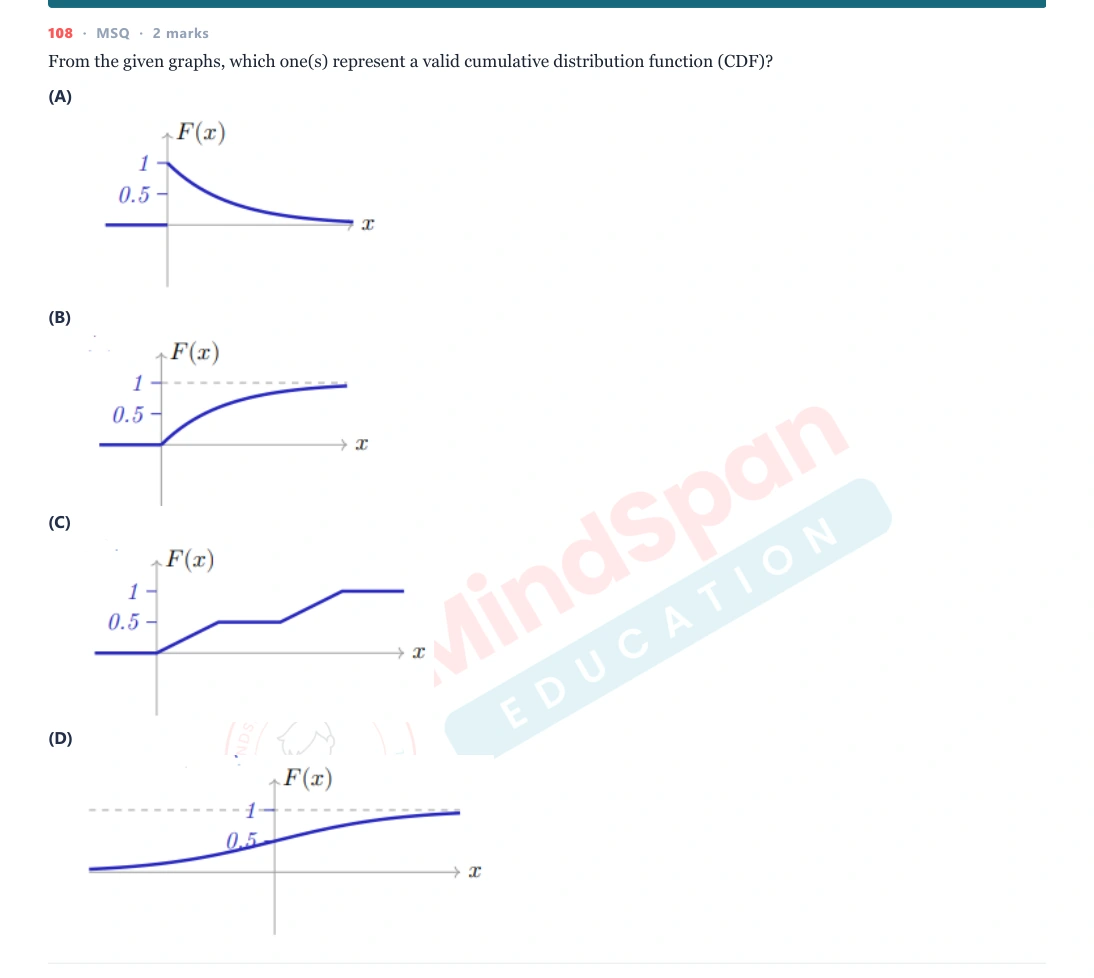 108 · MSQ · 2 marks
From the given graphs, which one(s) represent a valid cumulative distribution function (CDF)?
(A)
F(x)
1
0.5
x
(B)
F(x)
1
0.5
x
(C)
F(x)
1
0.5
x
MindSpan
EDUCATION
(D)
F(x)
1
0.5
x